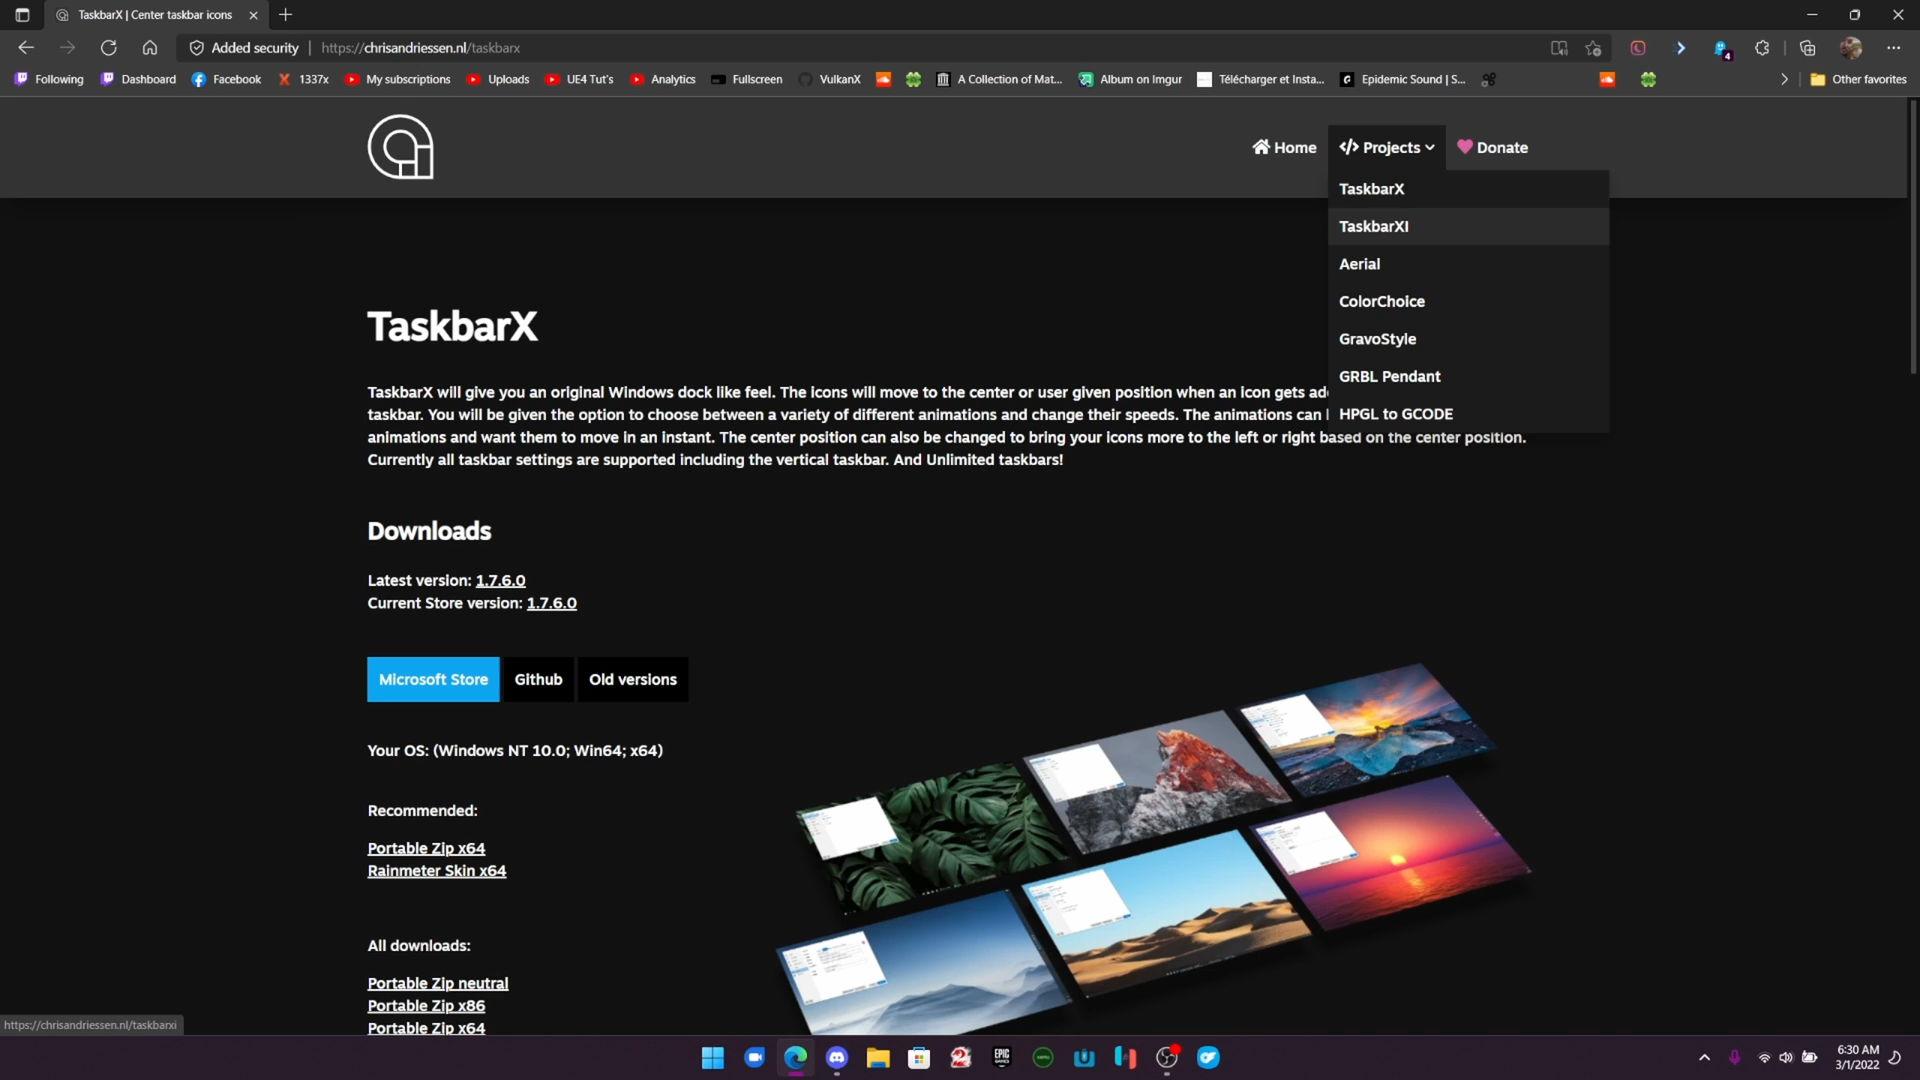 TaskbarX | Center taskbar icons
Added security
https://chrisandriessen.nl/taskbarx
4
Following
Dashboard
Facebook
1337x
My subscriptions
Uploads
UE4 Tut's
Analytics
Fullscreen
VulkanX
A Collection of Mat...
Album on Imgur
Télécharger et Insta...
Epidemic Sound | S...
Other favorites
Home
Projects
Donate
TaskbarX
TaskbarXI
Aerial
ColorChoice
GravoStyle
GRBL Pendant
HPGL to GCODE
TaskbarX
TaskbarX will give you an original Windows dock like feel. The icons will move to the center or user given position when an icon gets ad
taskbar. You will be given the option to choose between a variety of different animations and change their speeds. The animations can
animations and want them to move in an instant. The center position can also be changed to bring your icons more to the left or right based on the center position.
Currently all taskbar settings are supported including the vertical taskbar. And Unlimited taskbars!
Downloads
Latest version: 1.7.6.0
Current Store version: 1.7.6.0
Microsoft Store
Github
Old versions
Your OS: (Windows NT 10.0; Win64; x64)
Recommended:
Portable Zip x64
Rainmeter Skin x64
All downloads:
Portable Zip neutral
Portable Zip x86
Portable Zip x64
https://chrisandriessen.nl/taskbarxi
EPIC
GAMES
6:30 AM
3/1/2022